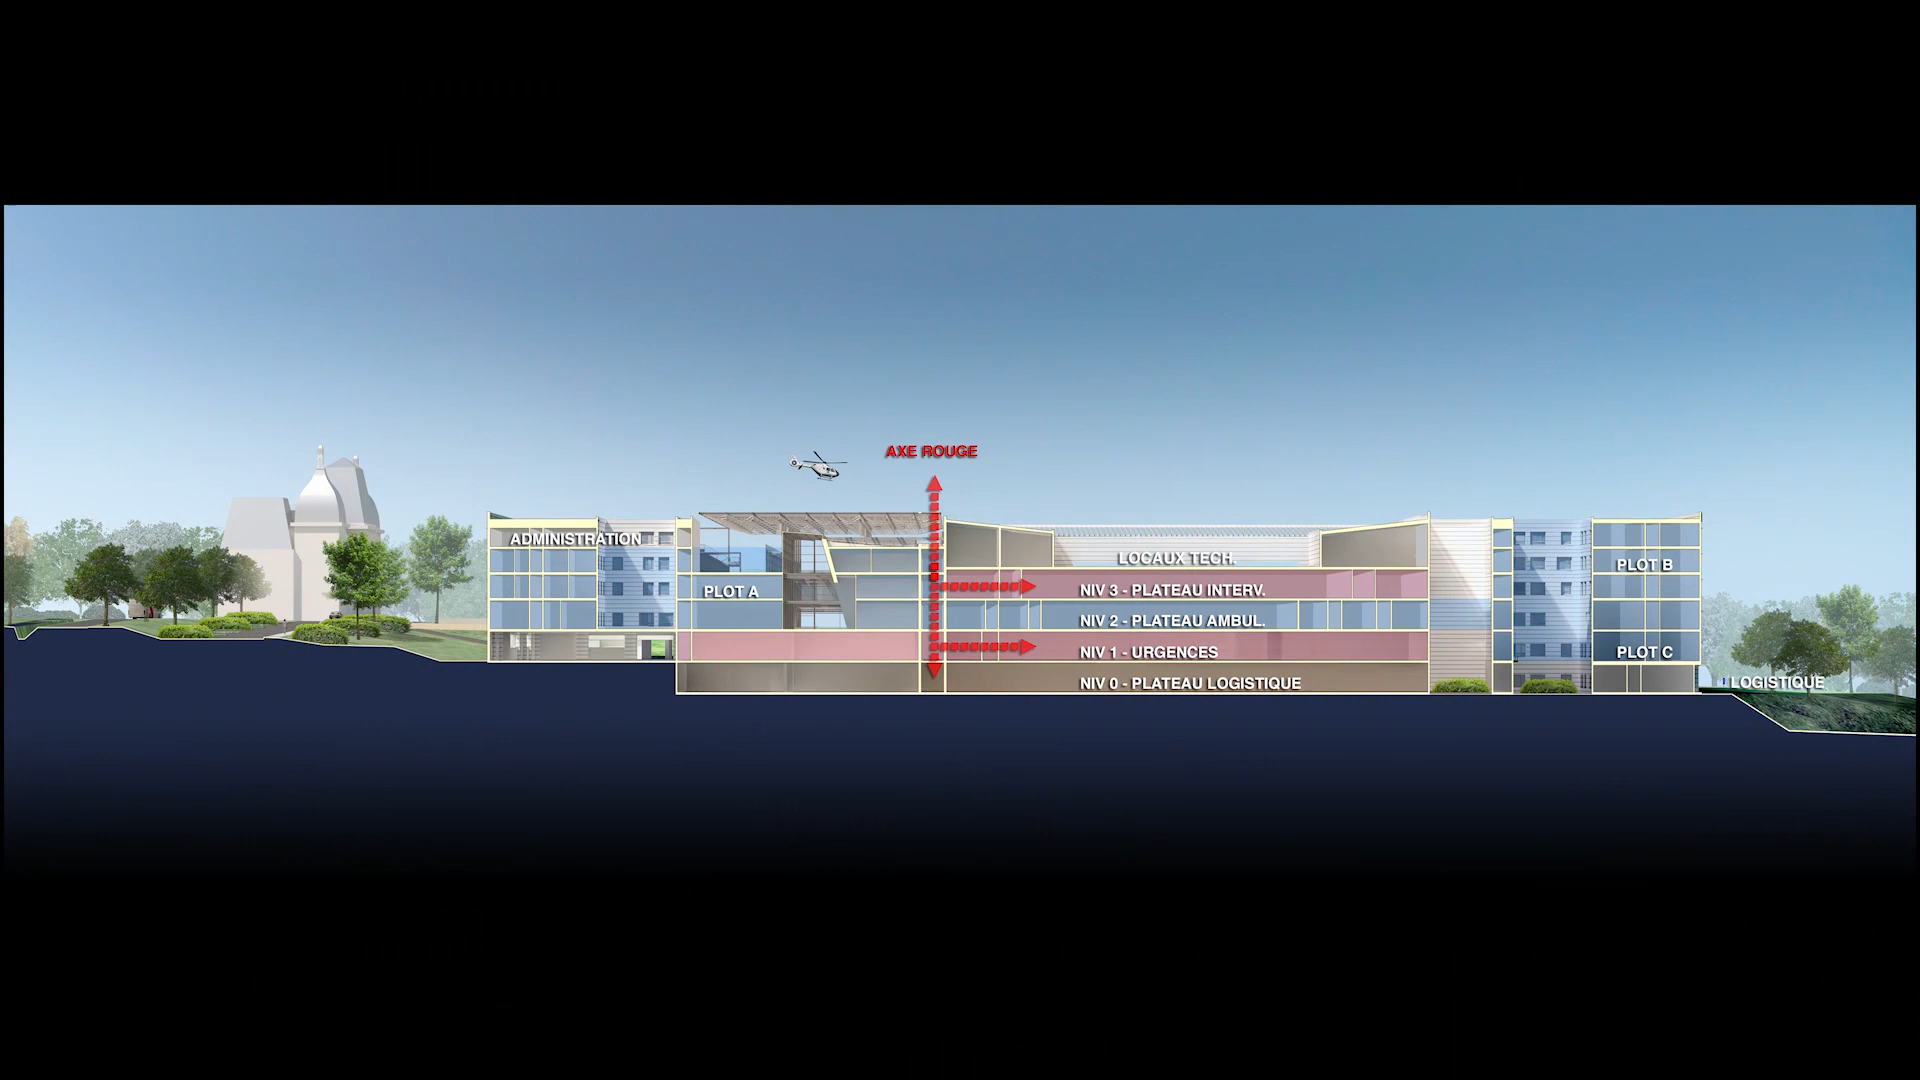 AXE ROUGE
ADMINISTRATION
LOCAUX TECH.
PLOT B
PLOT A
NIV 3 - PLATEAU INTERV.
NIV 2 - PLATEAU AMBUL.
NIV 1 - URGENCES
PLOT C
NIV 0 - PLATEAU LOGISTIQUE
LOGISTIQUE